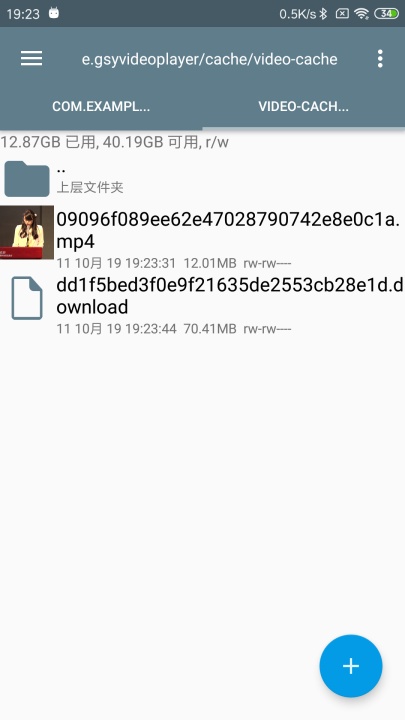 19:23 0.5K/s 34
e.gsyvideoplayer/cache/video-cache
COM.EXAMPL... VIDEO-CACH...
12.87GB 已用, 40.19GB 可用, r/w
..
上层文件夹
09096f089ee62e47028790742e8e0c1a.
mp4
11 10月 19 19:23:31 12.01MB rw-rw----
dd1f5bed3f0e9f21635de2553cb28e1d.d
ownload
11 10月 19 19:23:44 70.41MB rw-rw----